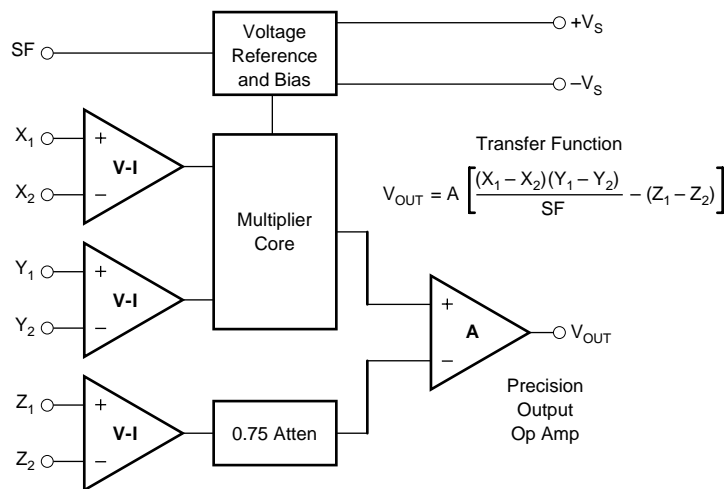 SF
Voltage
Reference
and Bias
+V_S
−V_S
X_1
+
V-I
X_2
−
Multiplier
Core
Transfer Function
V_OUT = A [ (X_1 − X_2)(Y_1 − Y_2) / SF − (Z_1 − Z_2) ]
Y_1
+
V-I
Y_2
−
+
A
−
V_OUT
Precision
Output
Op Amp
Z_1
+
V-I
Z_2
−
0.75 Atten